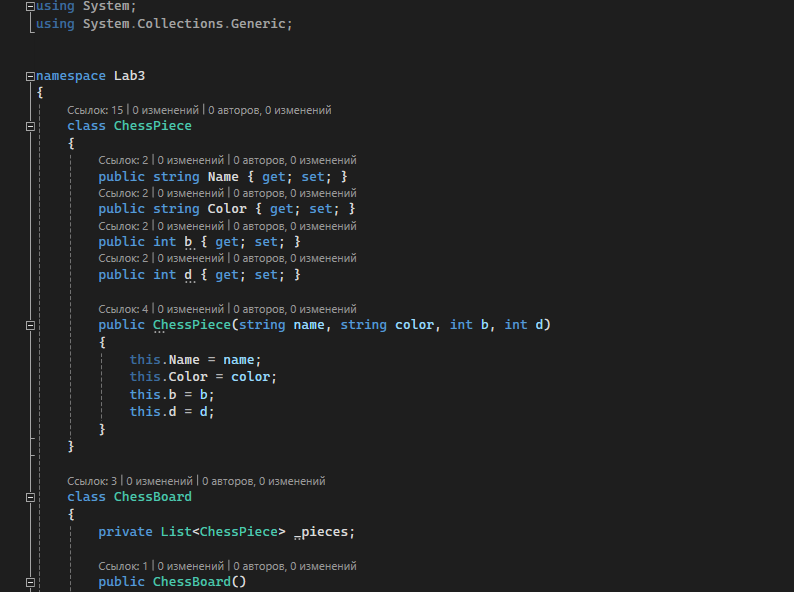 using System;
using System.Collections.Generic;
namespace Lab3
{
Ссылок: 15 | 0 изменений | 0 авторов, 0 изменений
class ChessPiece
{
Ссылок: 2 | 0 изменений | 0 авторов, 0 изменений
public string Name { get; set; }
Ссылок: 2 | 0 изменений | 0 авторов, 0 изменений
public string Color { get; set; }
Ссылок: 2 | 0 изменений | 0 авторов, 0 изменений
public int b { get; set; }
Ссылок: 2 | 0 изменений | 0 авторов, 0 изменений
public int d { get; set; }
Ссылок: 4 | 0 изменений | 0 авторов, 0 изменений
public ChessPiece(string name, string color, int b, int d)
{
this.Name = name;
this.Color = color;
this.b = b;
this.d = d;
}
}
Ссылок: 3 | 0 изменений | 0 авторов, 0 изменений
class ChessBoard
{
private List<ChessPiece> _pieces;
Ссылок: 1 | 0 изменений | 0 авторов, 0 изменений
public ChessBoard()